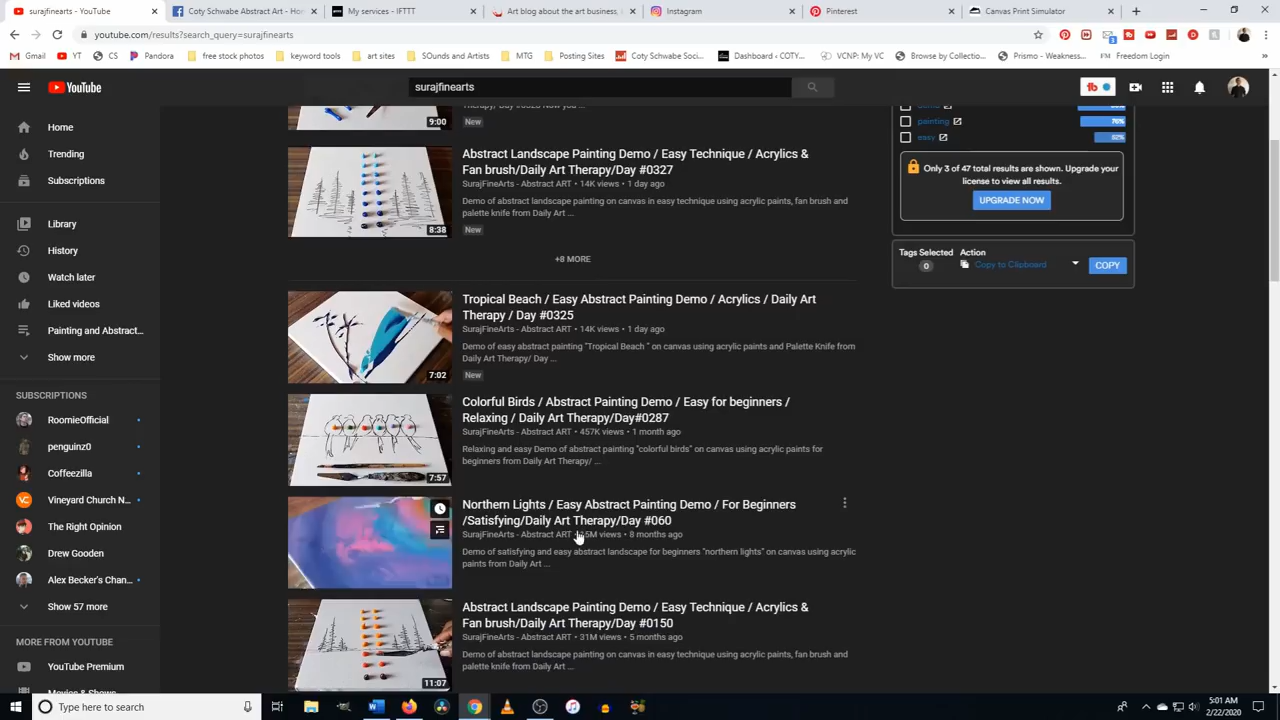 surajfinearts - YouTube
Coty Schwabe Abstract Art - Ho
My services - IFTTT
Art blog about the art business,
Instagram
Pinterest
Canvas Print Simulator
youtube.com/results?search_query=surajfinearts
Gmail
YT
CS
Pandora
free stock photos
keyword tools
art sites
SOunds and Artists
MTG
Posting Sites
Coty Schwabe Soci
Dashboard ‹ COTY...
VCNP: My VC
Browse by Collectio...
Prismo - Weakness...
Freedom Login
YouTube
surajfinearts
Home
Trending
Subscriptions
Library
History
Watch later
Liked videos
Painting and Abstract...
Show more
SUBSCRIPTIONS
RoomieOfficial
penguinz0
Coffeezilla
Vineyard Church N...
The Right Opinion
Drew Gooden
Alex Becker's Chan...
Show 57 more
MORE FROM YOUTUBE
YouTube Premium
Movies & Shows
9:00
New
Abstract Landscape Painting Demo / Easy Technique / Acrylics &
Fan brush/Daily Art Therapy/Day #0327
SurajFineArts - Abstract ART • 14K views • 1 day ago
Demo of abstract landscape painting on canvas in easy technique using acrylic paints, fan brush and
palette knife from Daily Art ...
8:38
New
+8 MORE
Tropical Beach / Easy Abstract Painting Demo / Acrylics / Daily Art
Therapy / Day #0325
SurajFineArts - Abstract ART • 14K views • 1 day ago
Demo of easy abstract painting "Tropical Beach " on canvas using acrylic paints and Palette Knife from
Daily Art Therapy/ Day ...
7:02
New
Colorful Birds / Abstract Painting Demo / Easy for beginners /
Relaxing / Daily Art Therapy/Day#0287
SurajFineArts - Abstract ART • 457K views • 1 month ago
Relaxing and easy Demo of abstract painting "colorful birds" on canvas using acrylic paints for
beginners from Daily Art Therapy/ ...
7:57
Northern Lights / Easy Abstract Painting Demo / For Beginners
/Satisfying/Daily Art Therapy/Day #060
SurajFineArts - Abstract ART • views • 8 months ago
Demo of satisfying and easy abstract landscape for beginners "northern lights" on canvas using acrylic
paints from Daily Art ...
Abstract Landscape Painting Demo / Easy Technique / Acrylics &
Fan brush/Daily Art Therapy/Day #0150
SurajFineArts - Abstract ART • 31M views • 5 months ago
Demo of abstract landscape painting on canvas in easy technique using acrylic paints, fan brush and
palette knife from Daily Art ...
11:07
painting
76%
easy
Only 3 of 47 total results are shown. Upgrade your
license to view all results.
UPGRADE NOW
Tags Selected
0
Action
Copy to Clipboard
COPY
Type here to search
5:01 AM
2/22/2020